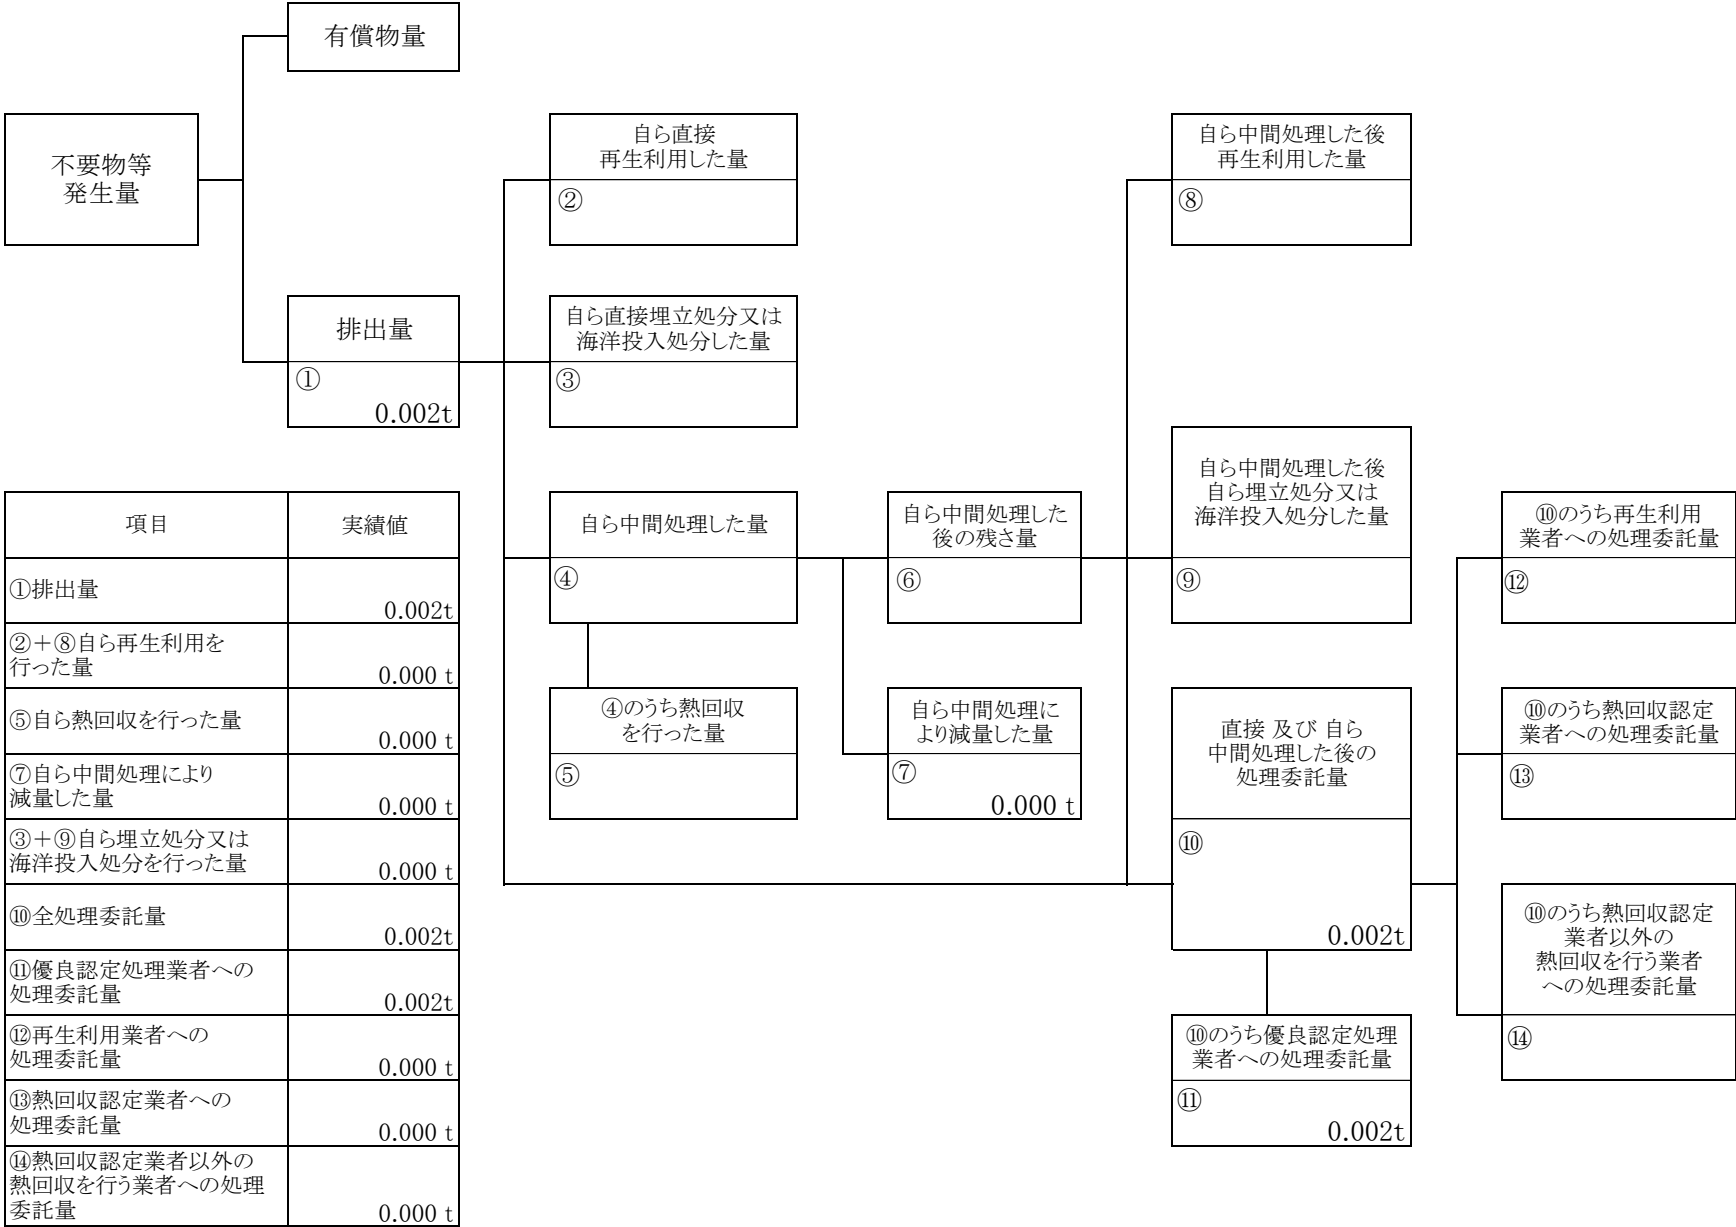 有償物量
不要物等
発生量
自ら直接
再生利用した量
②
自ら中間処理した後
再生利用した量
⑧
排出量
①
0.002t
自ら直接埋立処分又は
海洋投入処分した量
③
自ら中間処理した量
④
自ら中間処理した
後の残さ量
⑥
自ら中間処理した後
自ら埋立処分又は
海洋投入処分した量
⑨
⑩のうち再生利用
業者への処理委託量
⑫
④のうち熱回収
を行った量
⑤
自ら中間処理に
より減量した量
⑦
0.000 t
直接 及び 自ら
中間処理した後の
処理委託量
⑩
0.002t
⑩のうち熱回収認定
業者への処理委託量
⑬
⑩のうち熱回収認定
業者以外の
熱回収を行う業者
への処理委託量
⑭
⑩のうち優良認定処理
業者への処理委託量
⑪
0.002t
項目 実績値
①排出量
0.002t
②＋⑧自ら再生利用を
行った量
0.000 t
⑤自ら熱回収を行った量
0.000 t
⑦自ら中間処理により
減量した量
0.000 t
③＋⑨自ら埋立処分又は
海洋投入処分を行った量
0.000 t
⑩全処理委託量
0.002t
⑪優良認定処理業者への
処理委託量
0.002t
⑫再生利用業者への
処理委託量
0.000 t
⑬熱回収認定業者への
処理委託量
0.000 t
⑭熱回収認定業者以外の
熱回収を行う業者への処理
委託量
0.000 t